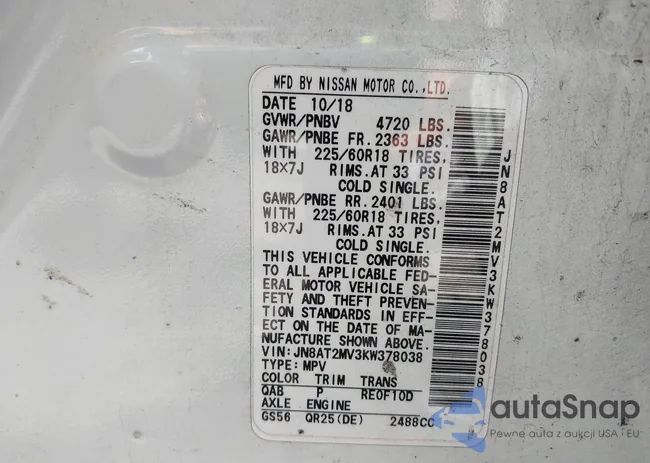 MFD BY NISSAN MOTOR CO.,LTD.
DATE 10/18
GVWR/PNBV 4720 LBS.
GAWR/PNBE FR. 2363 LBS.
WITH 225/60R18 TIRES,
18X7J RIMS. AT 33 PSI
COLD SINGLE.
GAWR/PNBE RR. 2401 LBS.
WITH 225/60R18 TIRES,
18X7J RIMS. AT 33 PSI
COLD SINGLE.
THIS VEHICLE CONFORMS
TO ALL APPLICABLE FED-
ERAL MOTOR VEHICLE SA-
FETY AND THEFT PREVEN-
TION STANDARDS IN EFF-
ECT ON THE DATE OF MA-
NUFACTURE SHOWN ABOVE.
VIN: JN8AT2MV3KW378038
TYPE: MPV
COLOR TRIM TRANS
QAB P RE0F10D
AXLE ENGINE
GS56 QR25(DE) 2488CC
JN8AT2MV3KW378038
autaSnap
Pewne auta z aukcji USA i EU